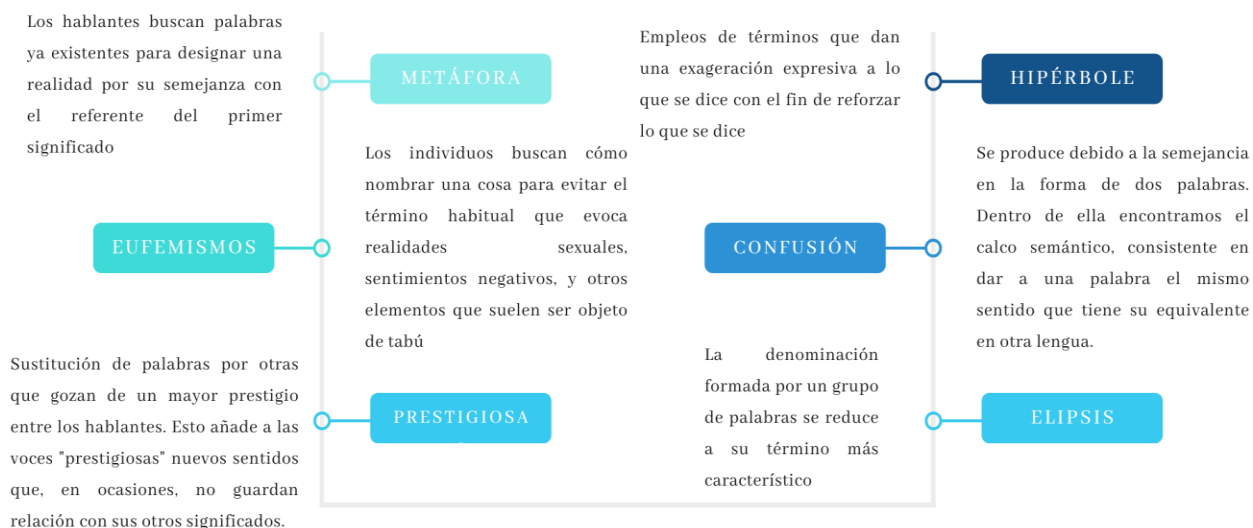 Los hablantes buscan palabras
ya existentes para designar una
realidad por su semejanza con
el referente del primer
significado
METÁFORA
Los individuos buscan cómo
nombrar una cosa para evitar el
término habitual que evoca
realidades sexuales,
sentimientos negativos, y otros
elementos que suelen ser objeto
de tabú
EUFEMISMOS
Sustitución de palabras por otras
que gozan de un mayor prestigio
entre los hablantes. Esto añade a las
voces "prestigiosas" nuevos sentidos
que, en ocasiones, no guardan
relación con sus otros significados.
PRESTIGIOSA
Empleos de términos que dan
una exageración expresiva a lo
que se dice con el fin de reforzar
lo que se dice
HIPÉRBOLE
Se produce debido a la semejancia
en la forma de dos palabras.
Dentro de ella encontramos el
calco semántico, consistente en
dar a una palabra el mismo
sentido que tiene su equivalente
en otra lengua.
CONFUSIÓN
La denominación
formada por un grupo
de palabras se reduce
a su término más
característico
ELIPSIS